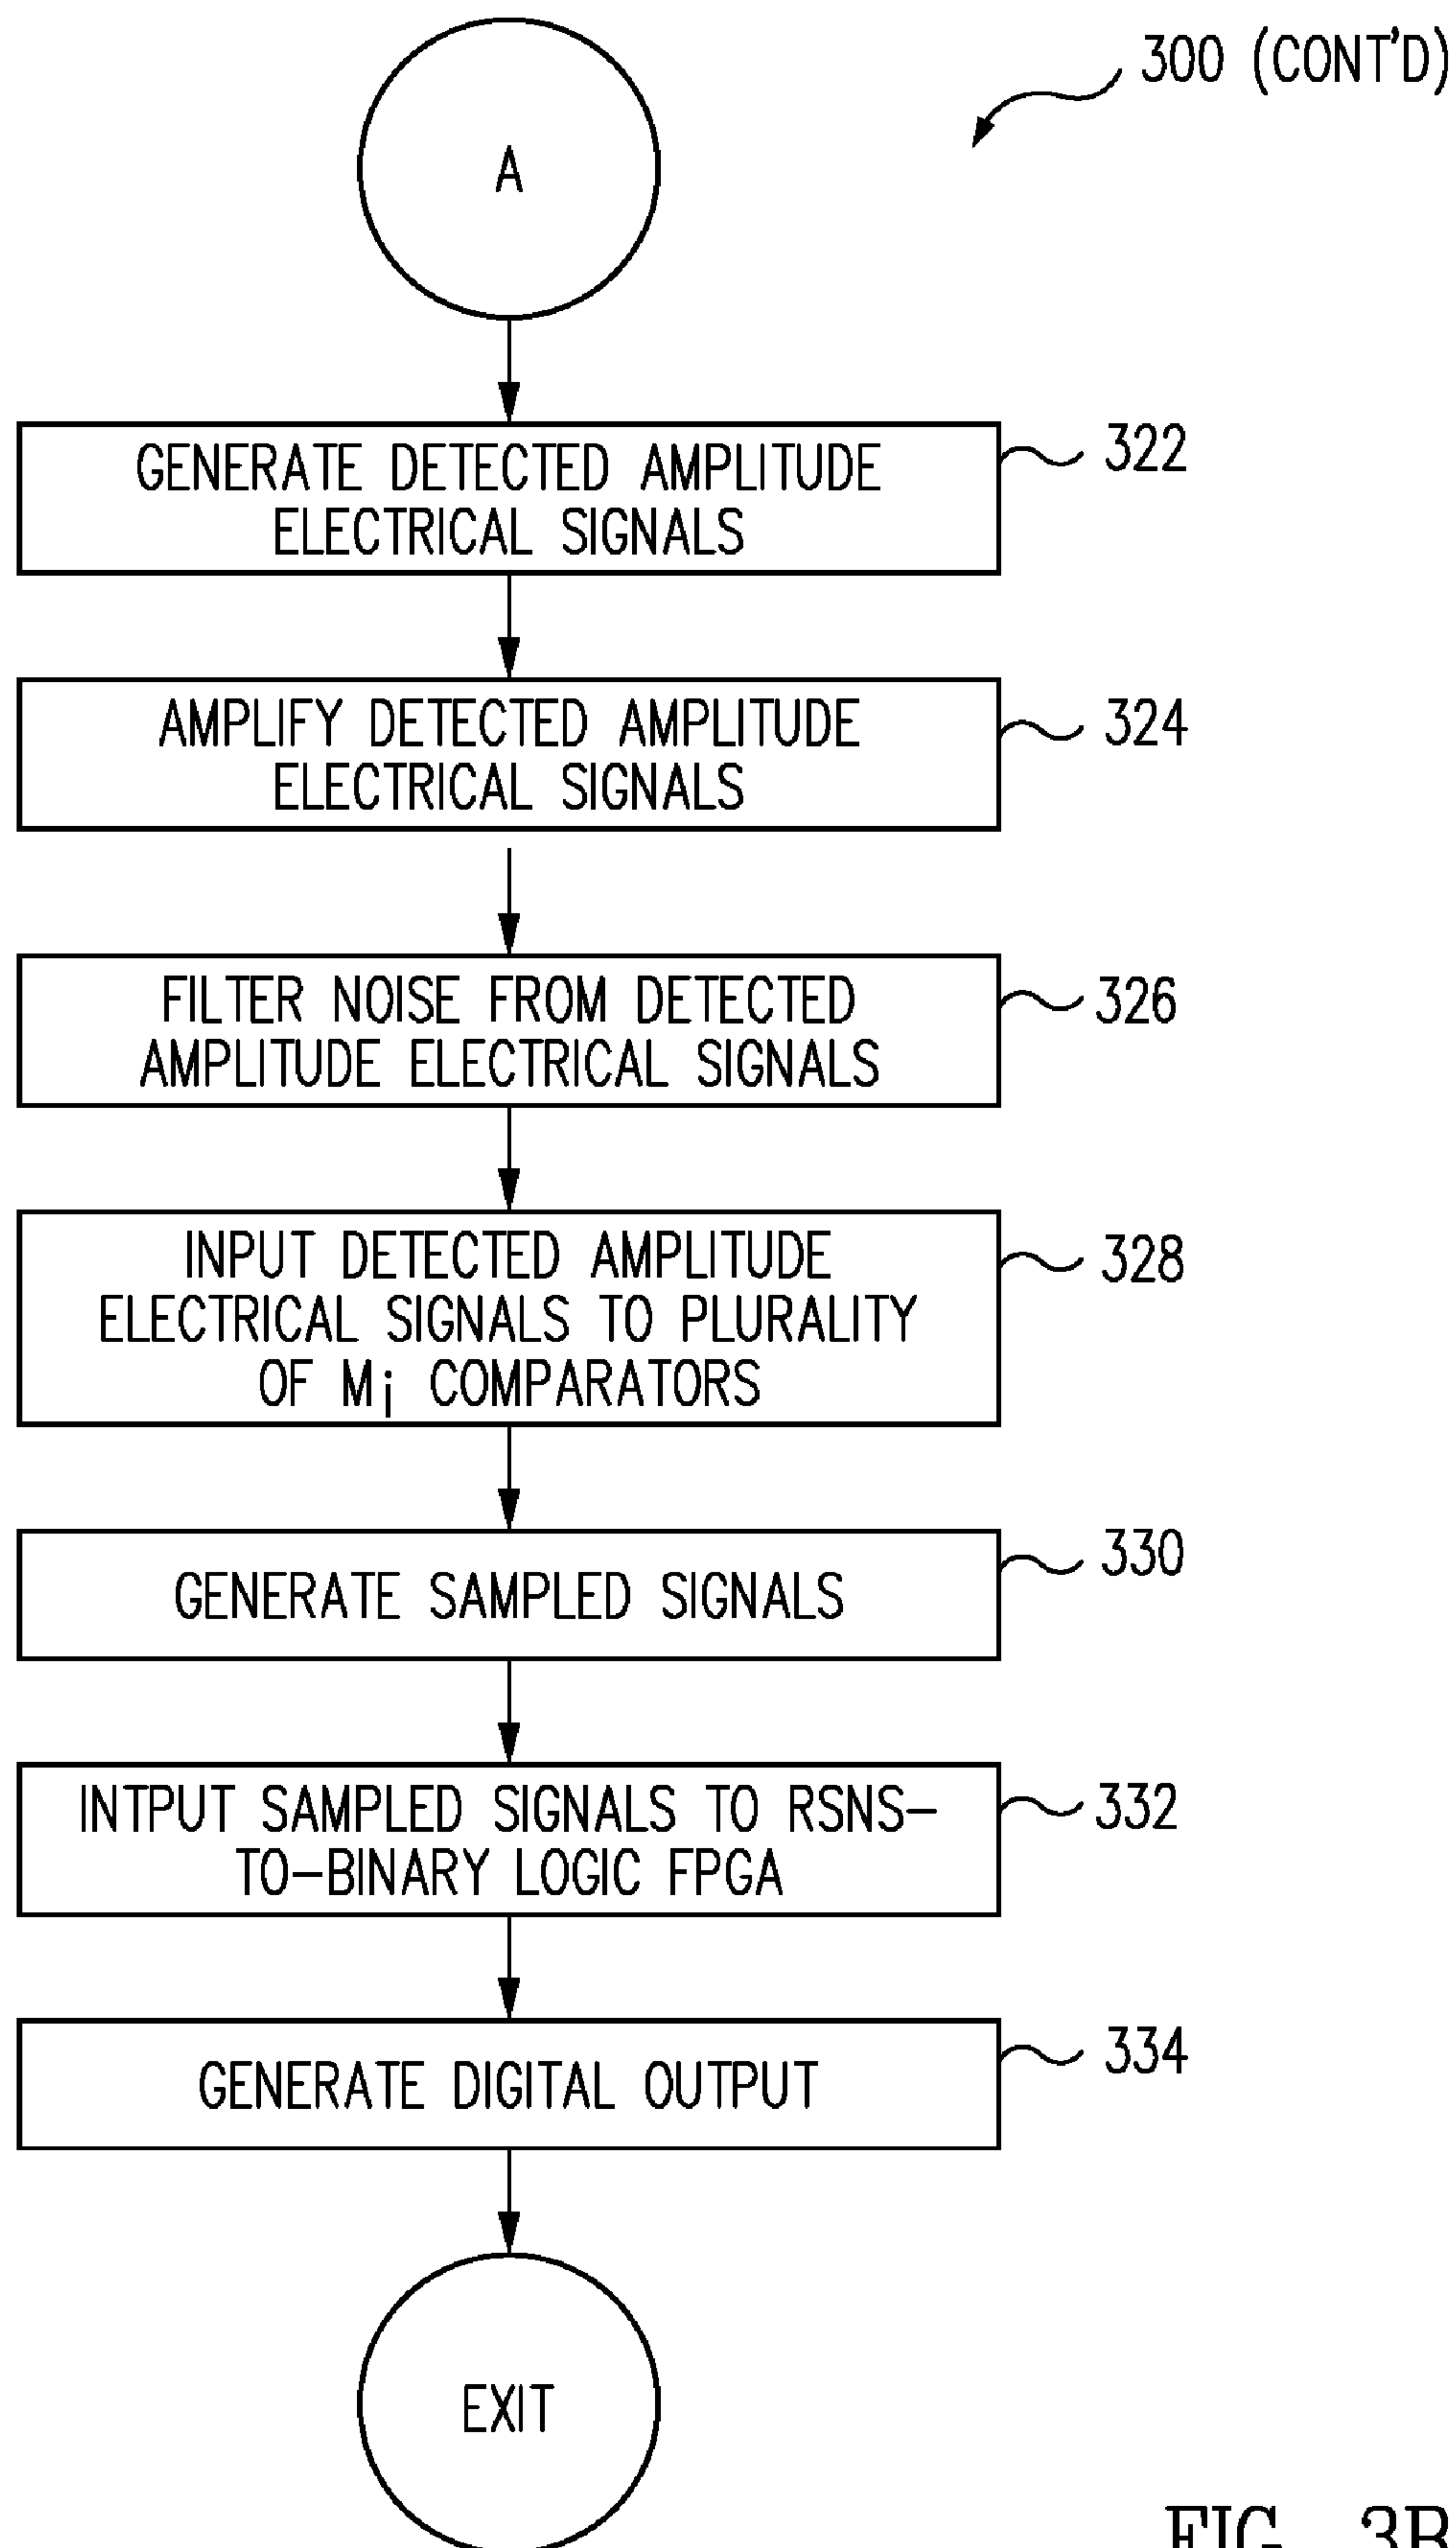 300 (CONT'D)
A
GENERATE DETECTED AMPLITUDE
ELECTRICAL SIGNALS
322
AMPLIFY DETECTED AMPLITUDE
ELECTRICAL SIGNALS
324
FILTER NOISE FROM DETECTED
AMPLITUDE ELECTRICAL SIGNALS
326
INPUT DETECTED AMPLITUDE
ELECTRICAL SIGNALS TO PLURALITY
OF Mi COMPARATORS
328
GENERATE SAMPLED SIGNALS
330
INTPUT SAMPLED SIGNALS TO RSNS-
TO-BINARY LOGIC FPGA
332
GENERATE DIGITAL OUTPUT
334
EXIT
FIG. 3B